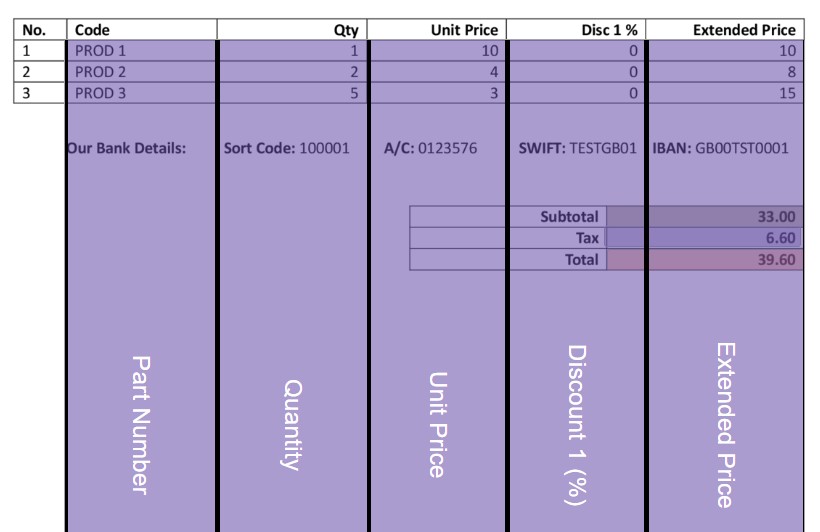 No. Code Qty Unit Price Disc 1 % Extended Price
1 PROD 1 1 10 0 10
2 PROD 2 2 4 0 8
3 PROD 3 5 3 0 15
Our Bank Details: Sort Code: 100001 A/C: 0123576 SWIFT: TESTGB01 IBAN: GB00TST0001
Subtotal 33.00
Tax 6.60
Total 39.60
Part Number
Quantity
Unit Price
Discount 1 (%)
Extended Price